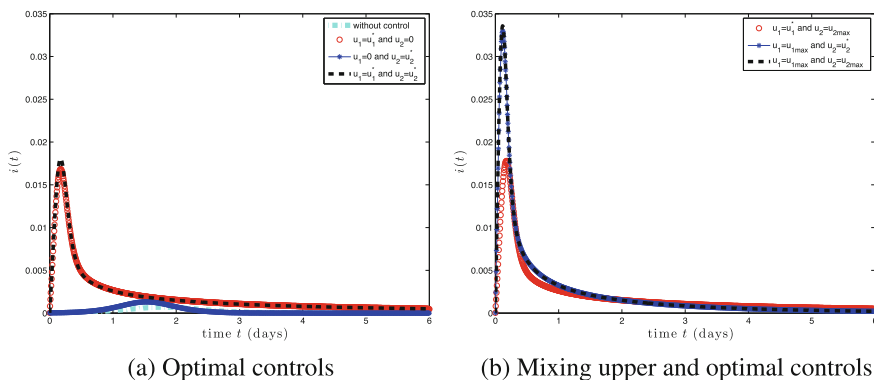 0.035
0.03
0.025
0.02
0.015
0.01
0.005
0
i(t)
0 1 2 3 4 5 6
time t (days)
without control
u1=u1* and u2=0
u1=0 and u2=u2*
u1=u1* and u2=u2*
(a) Optimal controls
0.035
0.03
0.025
0.02
0.015
0.01
0.005
0
i(t)
0 1 2 3 4 5 6
time t (days)
u1=u1* and u2=u2max
u1=u1max and u2=u2*
u1=u1max and u2=u2max
(b) Mixing upper and optimal controls